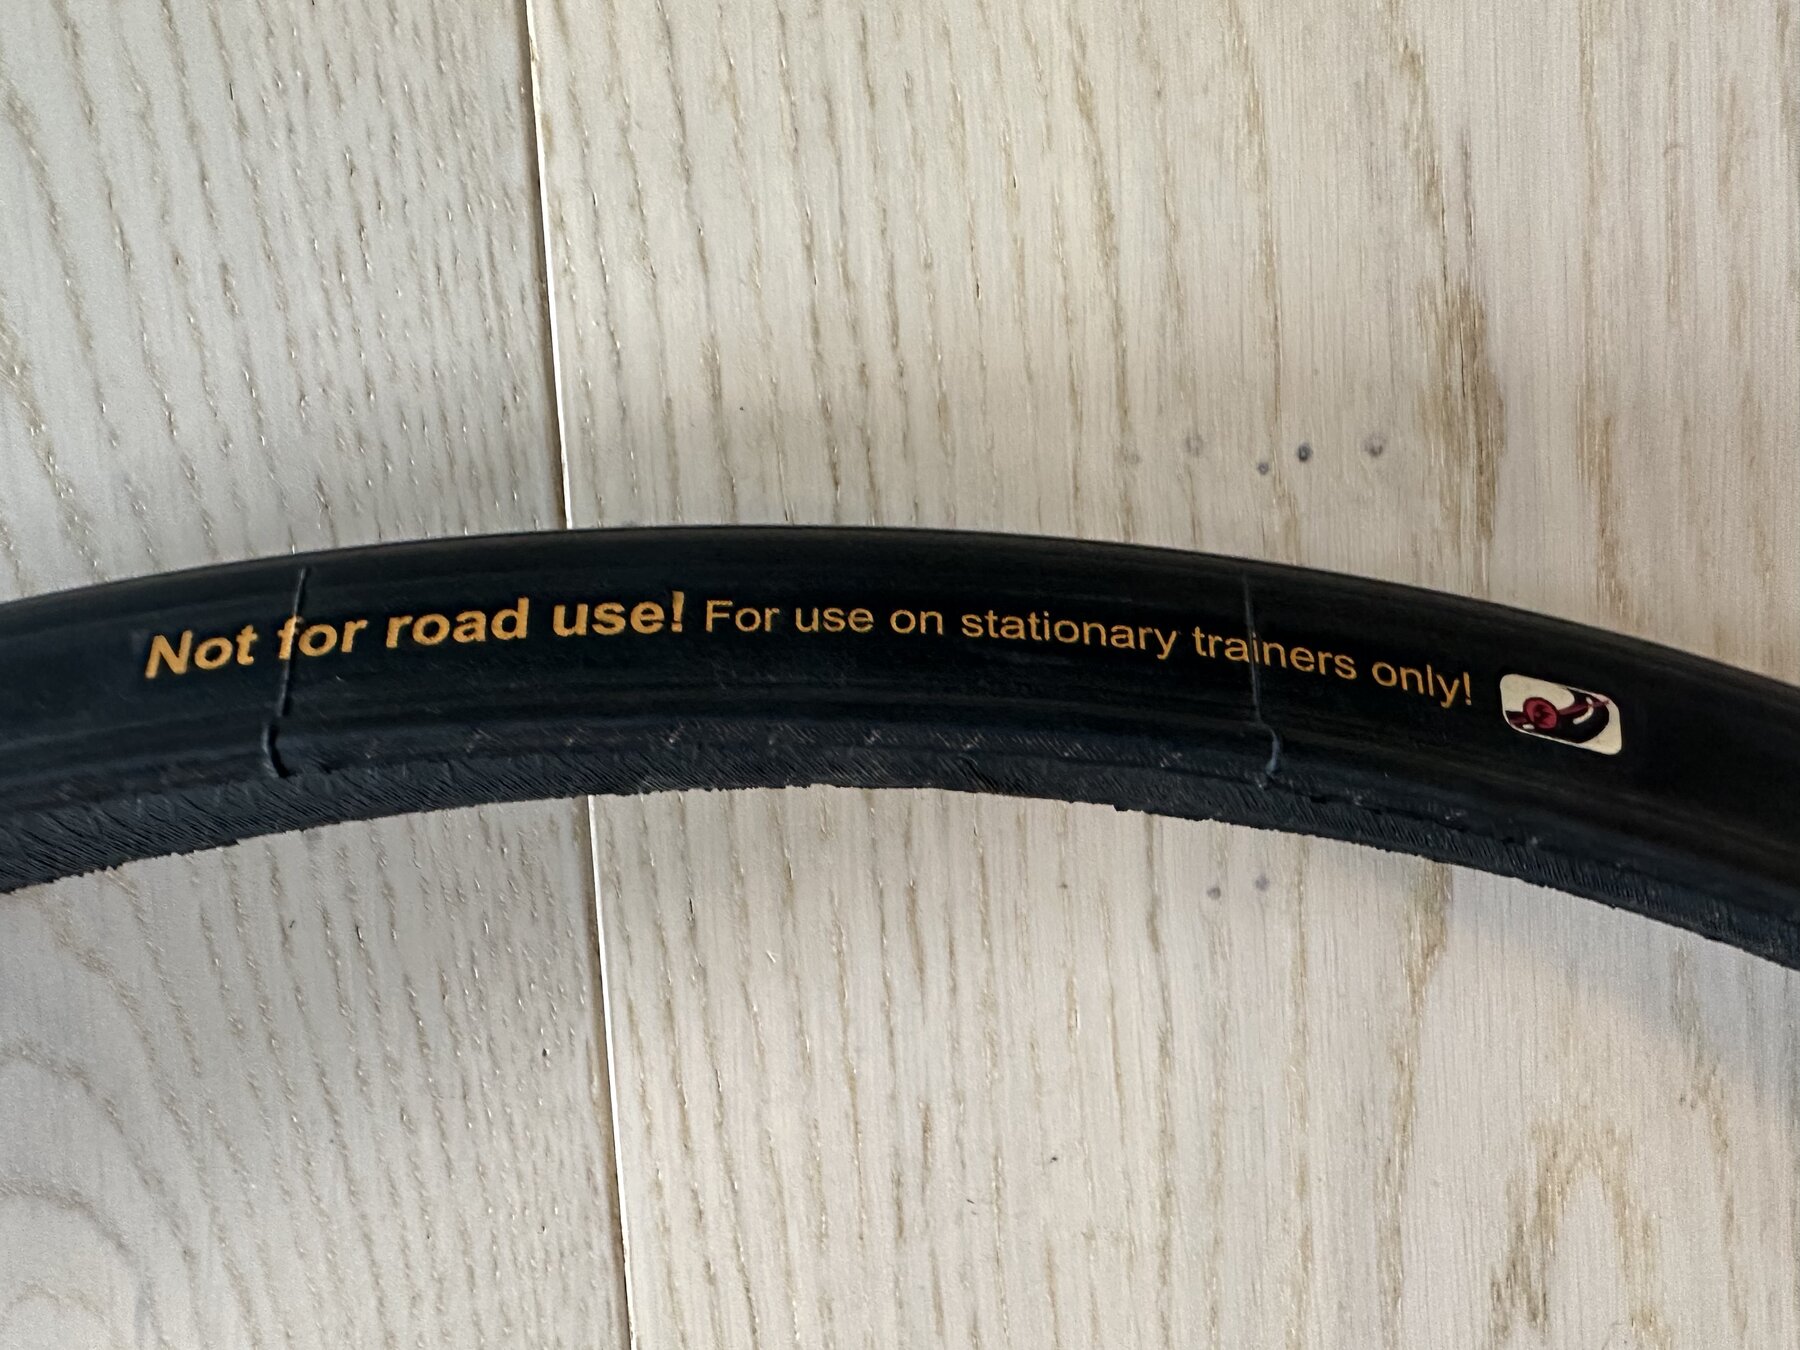 Not for road use! For use on stationary trainers only!